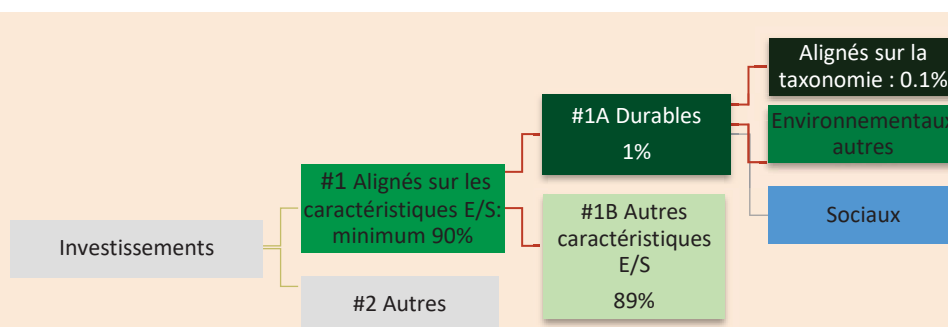 Investissements
#1 Alignés sur les
caractéristiques E/S:
minimum 90%
#2 Autres
#1A Durables
1%
#1B Autres
caractéristiques
E/S
89%
Alignés sur la
taxonomie : 0.1%
Environnementaux
autres
Sociaux